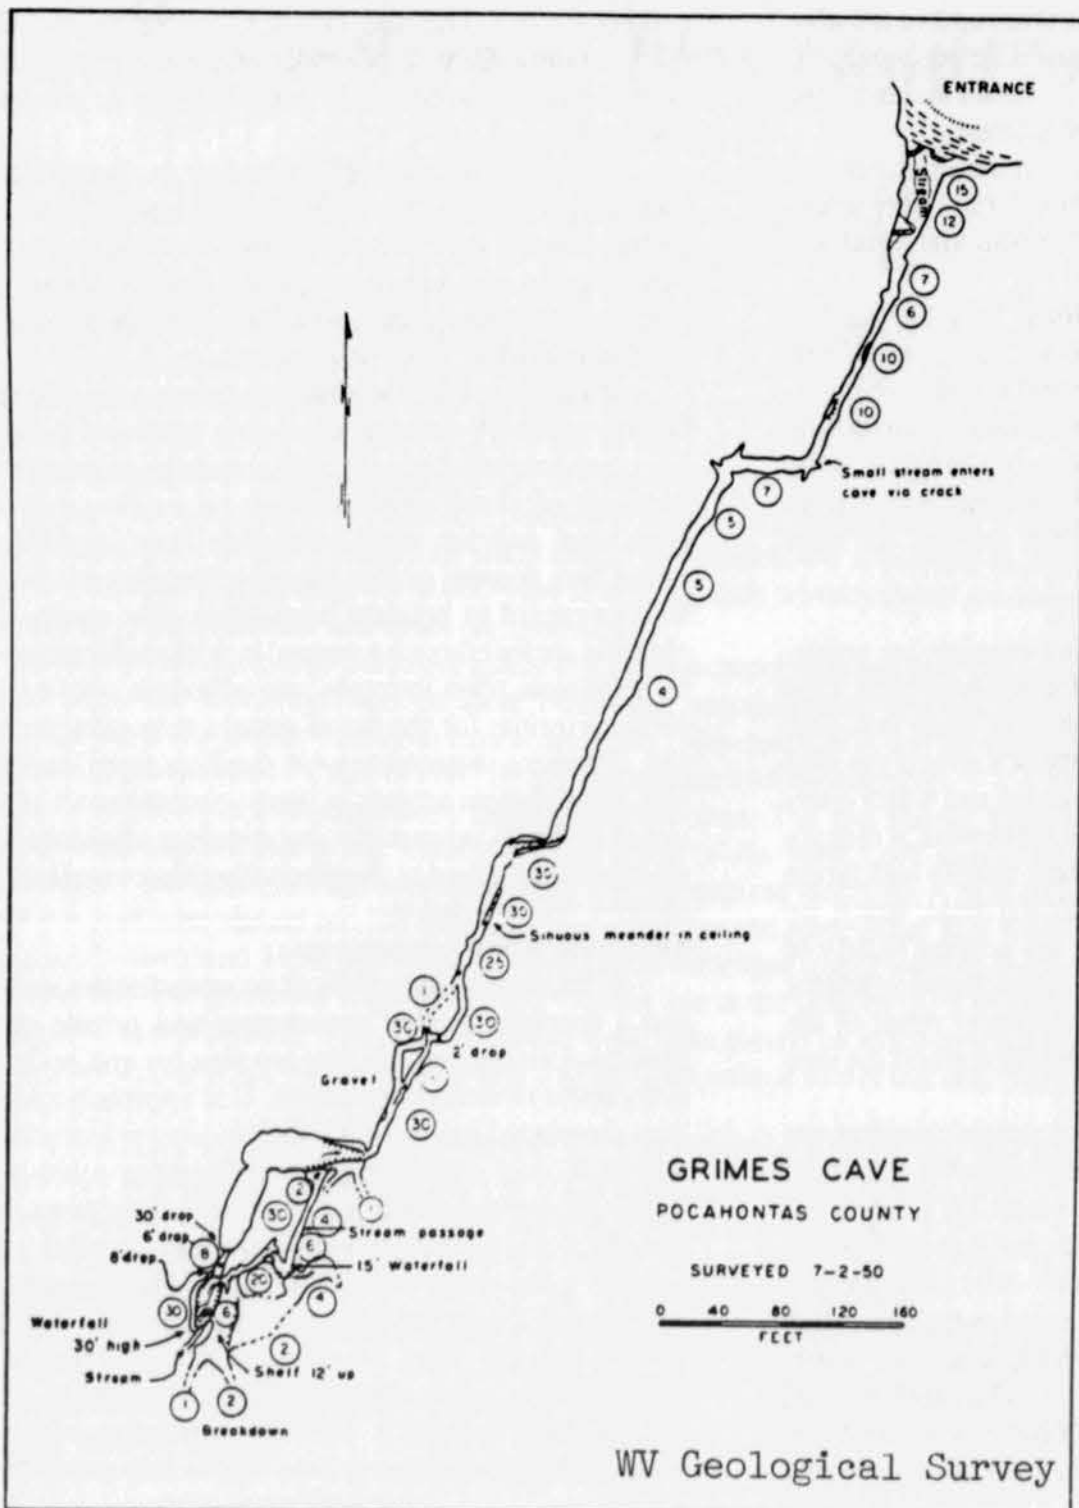 ENTRANCE
Stream
15
12
7
6
10
10
Small stream enters
cave via crack
7
5
5
4
30
30
Sinuous meander in ceiling
25
1
30
30
2' drop
Gravel
30
GRIMES CAVE
POCAHONTAS COUNTY
SURVEYED 7-2-50
0 40 80 120 160
FEET
2
1
30' drop
30
4
Stream passage
6' drop
8
6
15' Waterfall
8' drop
20
4
30
6
Waterfall
30' high
2
Stream
Shelf 12' up
1
2
Breakdown
WV Geological Survey